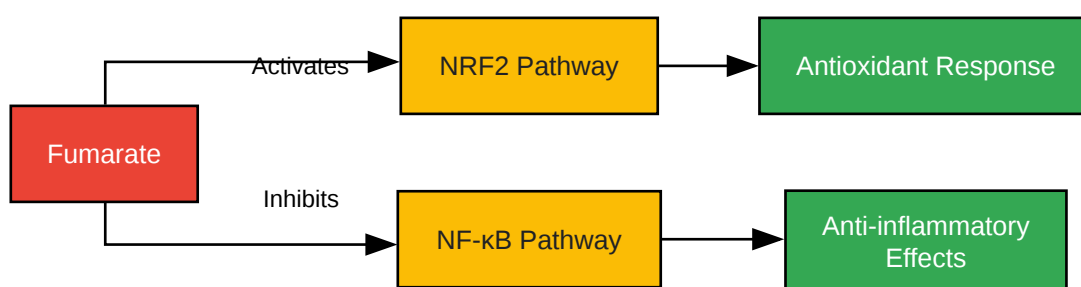 Activates
NRF2 Pathway
Antioxidant Response
Fumarate
Inhibits
NF-κB Pathway
Anti-inflammatory
Effects